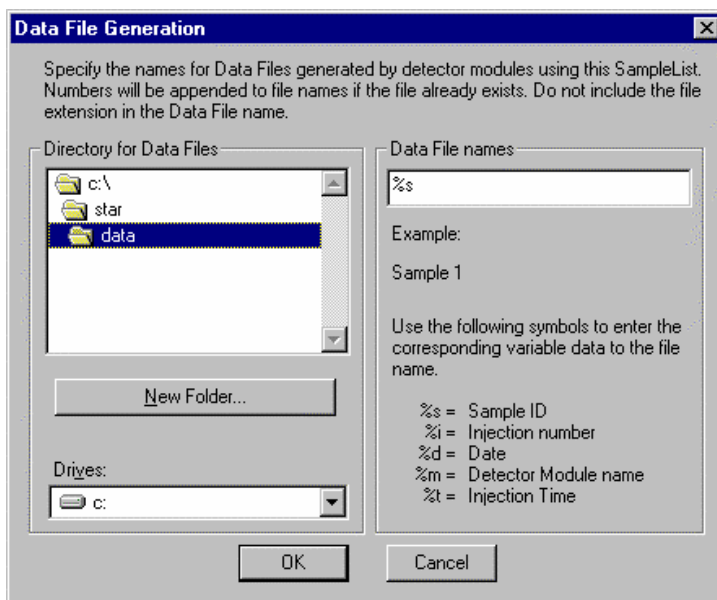 Data File Generation
Specify the names for Data Files generated by detector modules using this SampleList.
Numbers will be appended to file names if the file already exists. Do not include the file
extension in the Data File name.
Directory for Data Files
c:\
star
data
New Folder...
Drives:
c:
Data File names
%s
Example:
Sample 1
Use the following symbols to enter the
corresponding variable data to the file
name.
%s = Sample ID
%i = Injection number
%d = Date
%m = Detector Module name
%t = Injection Time
OK
Cancel